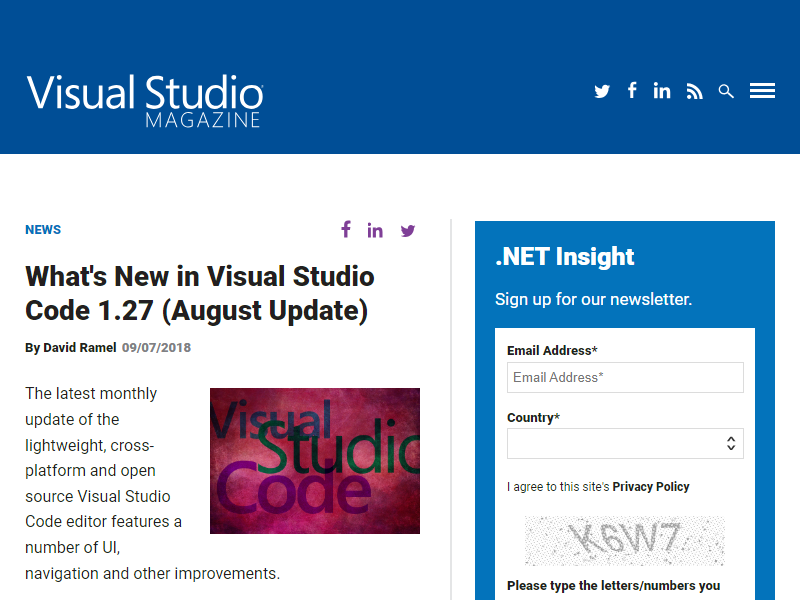 Visual Studio
MAGAZINE
NEWS
What's New in Visual Studio
Code 1.27 (August Update)
By David Ramel 09/07/2018
The latest monthly
update of the
lightweight, cross-
platform and open
source Visual Studio
Code editor features a
number of UI,
navigation and other improvements.
Visual
Studio
Code
.NET Insight
Sign up for our newsletter.
Email Address*
Email Address*
Country*
I agree to this site's Privacy Policy
K6W7
Please type the letters/numbers you